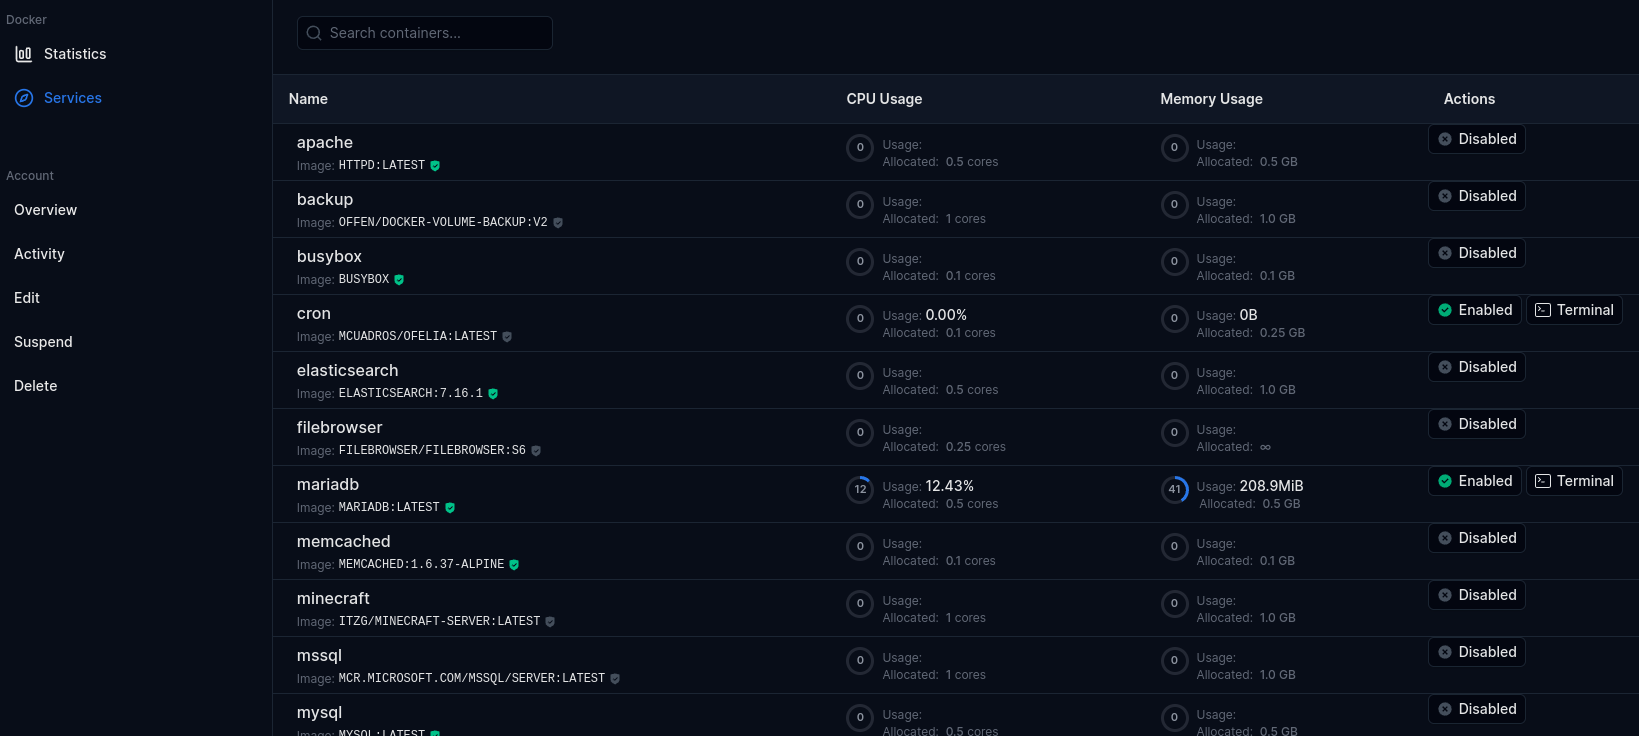 Docker
Statistics
Services
Account
Overview
Activity
Edit
Suspend
Delete
Search containers...
Name CPU Usage Memory Usage Actions
apache
Image: HTTPD:LATEST
0 Usage:
Allocated: 0.5 cores
0 Usage:
Allocated: 0.5 GB
Disabled
backup
Image: OFFEN/DOCKER-VOLUME-BACKUP:V2
0 Usage:
Allocated: 1 cores
0 Usage:
Allocated: 1.0 GB
Disabled
busybox
Image: BUSYBOX
0 Usage:
Allocated: 0.1 cores
0 Usage:
Allocated: 0.1 GB
Disabled
cron
Image: MCUADROS/OFELIA:LATEST
0 Usage: 0.00%
Allocated: 0.1 cores
0 Usage: 0B
Allocated: 0.25 GB
Enabled Terminal
elasticsearch
Image: ELASTICSEARCH:7.16.1
0 Usage:
Allocated: 0.5 cores
0 Usage:
Allocated: 1.0 GB
Disabled
filebrowser
Image: FILEBROWSER/FILEBROWSER:S6
0 Usage:
Allocated: 0.25 cores
0 Usage:
Allocated: ∞
Disabled
mariadb
Image: MARIADB:LATEST
12 Usage: 12.43%
Allocated: 0.5 cores
41 Usage: 208.9MiB
Allocated: 0.5 GB
Enabled Terminal
memcached
Image: MEMCACHED:1.6.37-ALPINE
0 Usage:
Allocated: 0.1 cores
0 Usage:
Allocated: 0.1 GB
Disabled
minecraft
Image: ITZG/MINECRAFT-SERVER:LATEST
0 Usage:
Allocated: 1 cores
0 Usage:
Allocated: 1.0 GB
Disabled
mssql
Image: MCR.MICROSOFT.COM/MSSQL/SERVER:LATEST
0 Usage:
Allocated: 1 cores
0 Usage:
Allocated: 1.0 GB
Disabled
mysql
Image: MYSQL:LATEST
0 Usage:
Allocated: 0.5 cores
0 Usage:
Allocated: 0.5 GB
Disabled